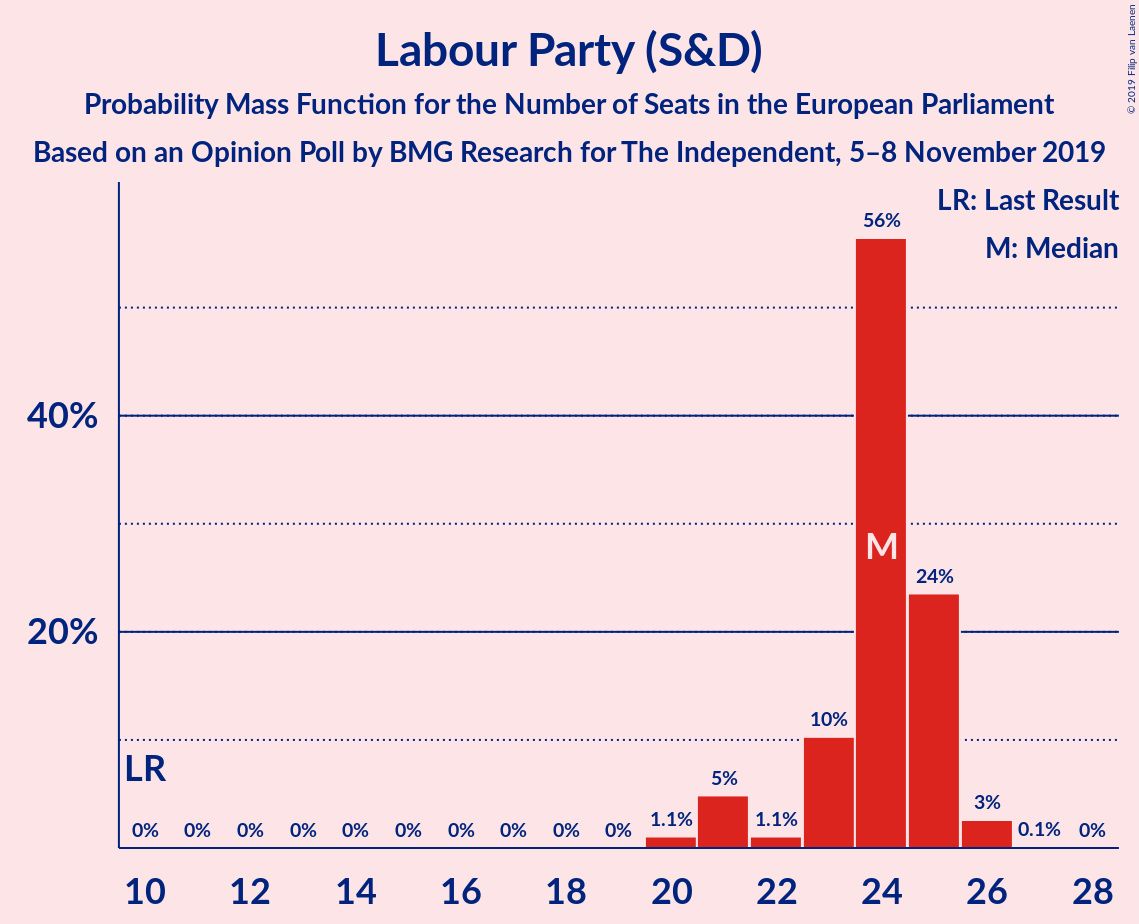 © 2019 Filip van Laenen
Labour Party (S&D)
Probability Mass Function for the Number of Seats in the European Parliament
Based on an Opinion Poll by BMG Research for The Independent, 5–8 November 2019
LR: Last Result
M: Median
56%
40%
M
24%
20%
10%
LR
5%
3%
0% 0% 0% 0% 0% 0% 0% 0% 0% 0% 1.1% 1.1% 0.1% 0%
10 12 14 16 18 20 22 24 26 28